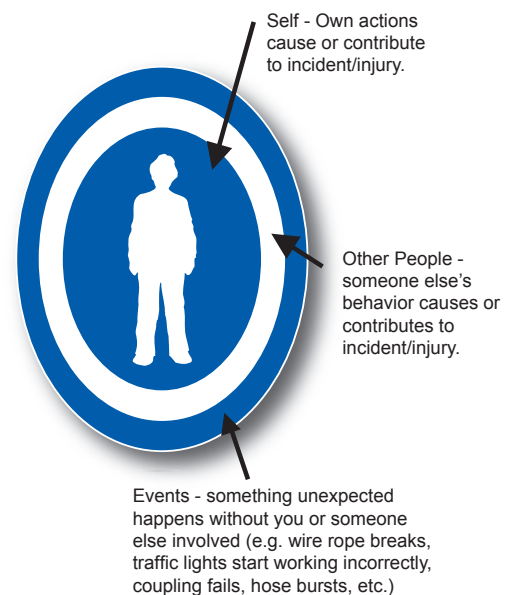 Self - Own actions
cause or contribute
to incident/injury.
Other People -
someone else's
behavior causes or
contributes to
incident/injury.
Events - something unexpected
happens without you or someone
else involved (e.g. wire rope breaks,
traffic lights start working incorrectly,
coupling fails, hose bursts, etc.)